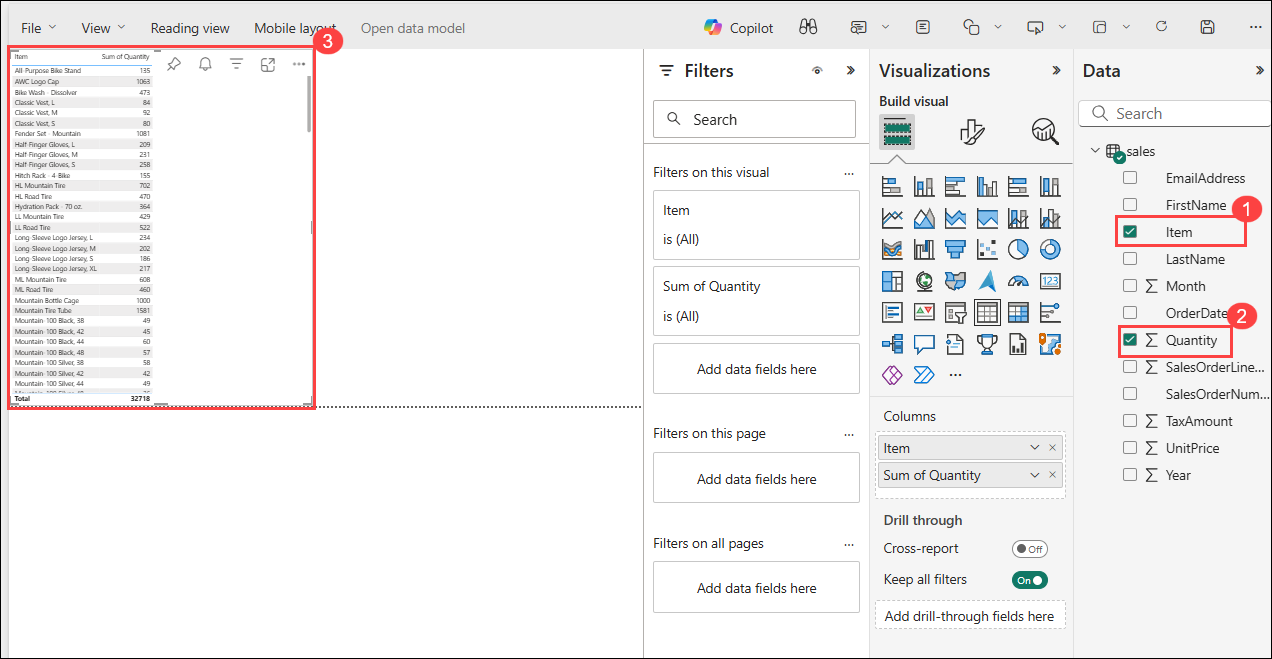 File View Reading view Mobile layout Open data model Copilot ...
3
Item Sum of Quantity
All-Purpose Bike Stand 135
AWC Logo Cap 1063
Bike Wash - Dissolver 473
Classic Vest, L 84
Classic Vest, M 92
Classic Vest, S 80
Fender Set - Mountain 1081
Half-Finger Gloves, L 209
Half-Finger Gloves, M 231
Half-Finger Gloves, S 258
Hitch Rack - 4-Bike 155
HL Mountain Tire 702
HL Road Tire 470
Hydration Pack - 70 oz. 364
LL Mountain Tire 429
LL Road Tire 522
Long-Sleeve Logo Jersey, L 234
Long-Sleeve Logo Jersey, M 202
Long-Sleeve Logo Jersey, S 186
Long-Sleeve Logo Jersey, XL 217
ML Mountain Tire 608
ML Road Tire 460
Mountain Bottle Cage 1000
Mountain Tire Tube 1581
Mountain-100 Black, 38 49
Mountain-100 Black, 42 45
Mountain-100 Black, 44 60
Mountain-100 Black, 48 57
Mountain-100 Silver, 38 58
Mountain-100 Silver, 42 42
Mountain-100 Silver, 44 49
Total 32718
Filters
Search
Filters on this visual ...
Item
is (All)
Sum of Quantity
is (All)
Add data fields here
Filters on this page ...
Add data fields here
Filters on all pages ...
Add data fields here
Visualizations
Build visual
123
...
Columns
Item
Sum of Quantity
Drill through
Cross-report Off
Keep all filters On
Add drill-through fields here
Data
Search
sales
EmailAddress
FirstName
1
Item
LastName
Σ Month
OrderDate
2
Σ Quantity
Σ SalesOrderLine...
SalesOrderNum...
Σ TaxAmount
Σ UnitPrice
Σ Year